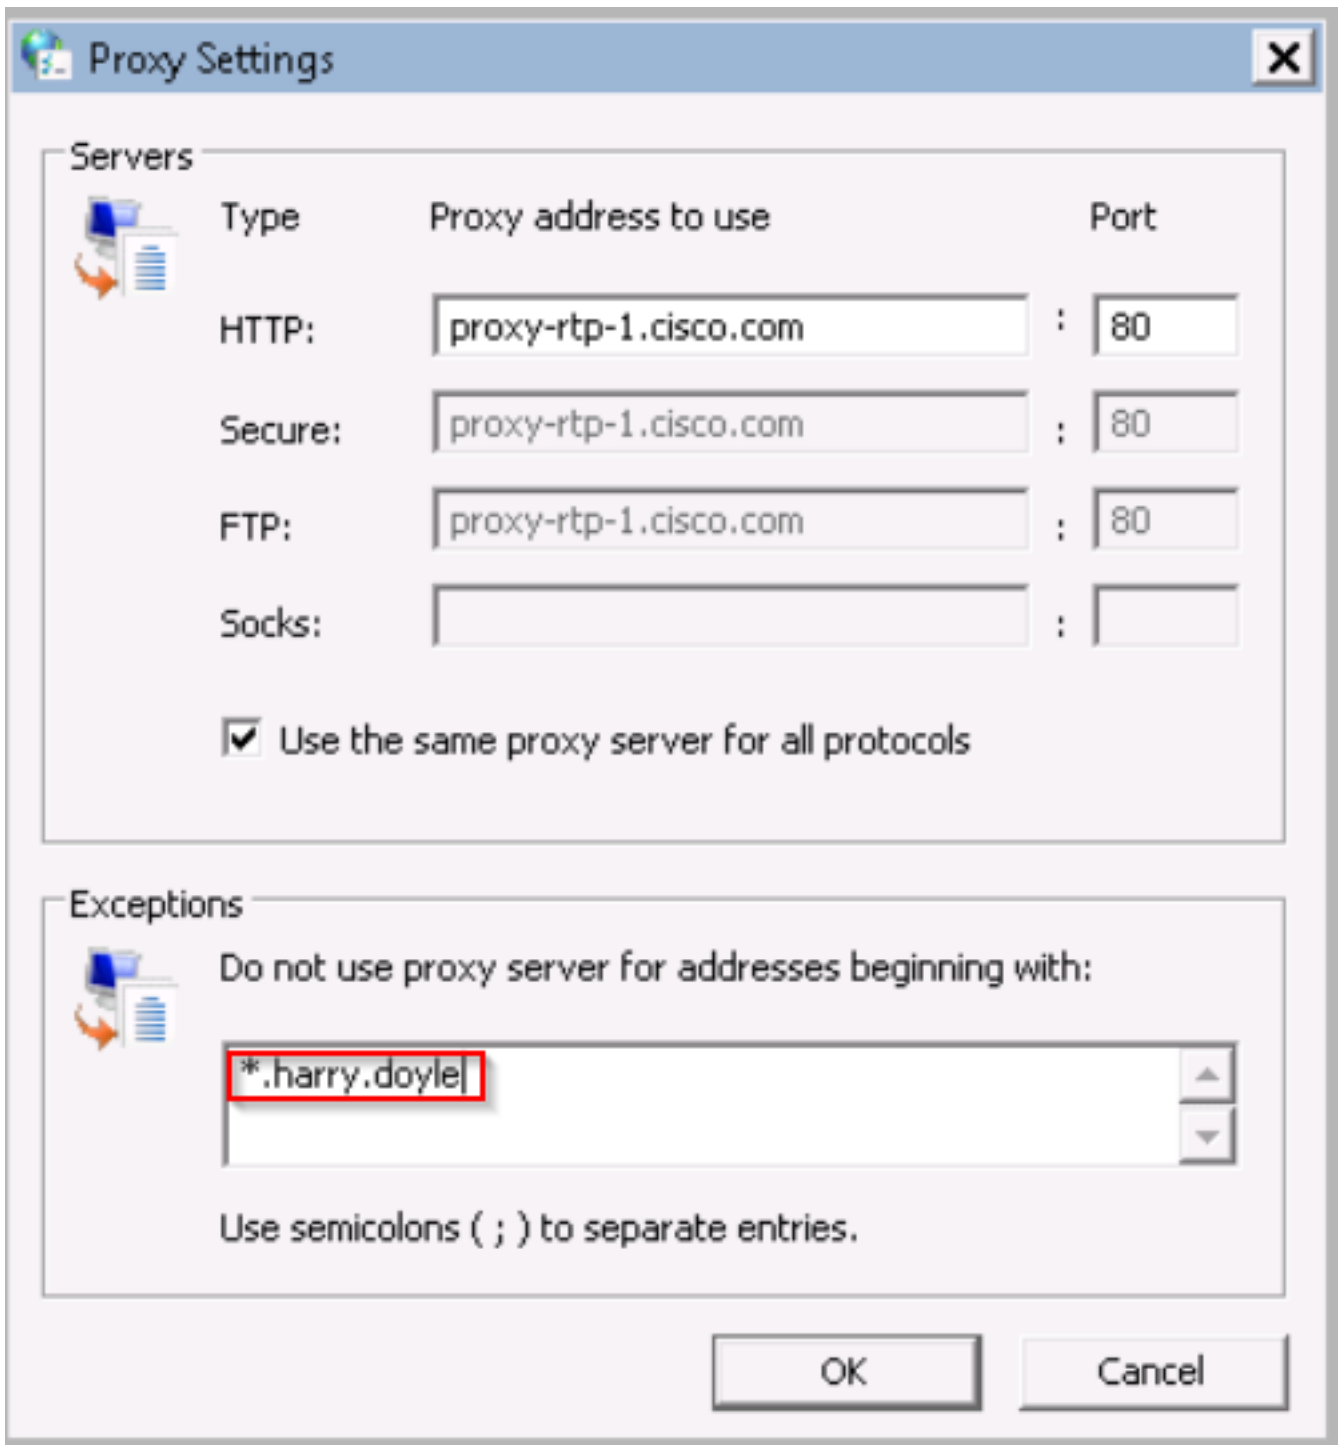 Proxy Settings
Servers
Type Proxy address to use Port
HTTP: proxy-rtp-1.cisco.com : 80
Secure: proxy-rtp-1.cisco.com : 80
FTP: proxy-rtp-1.cisco.com : 80
Socks: :
Use the same proxy server for all protocols
Exceptions
Do not use proxy server for addresses beginning with:
*.harry.doyle
Use semicolons ( ; ) to separate entries.
OK Cancel